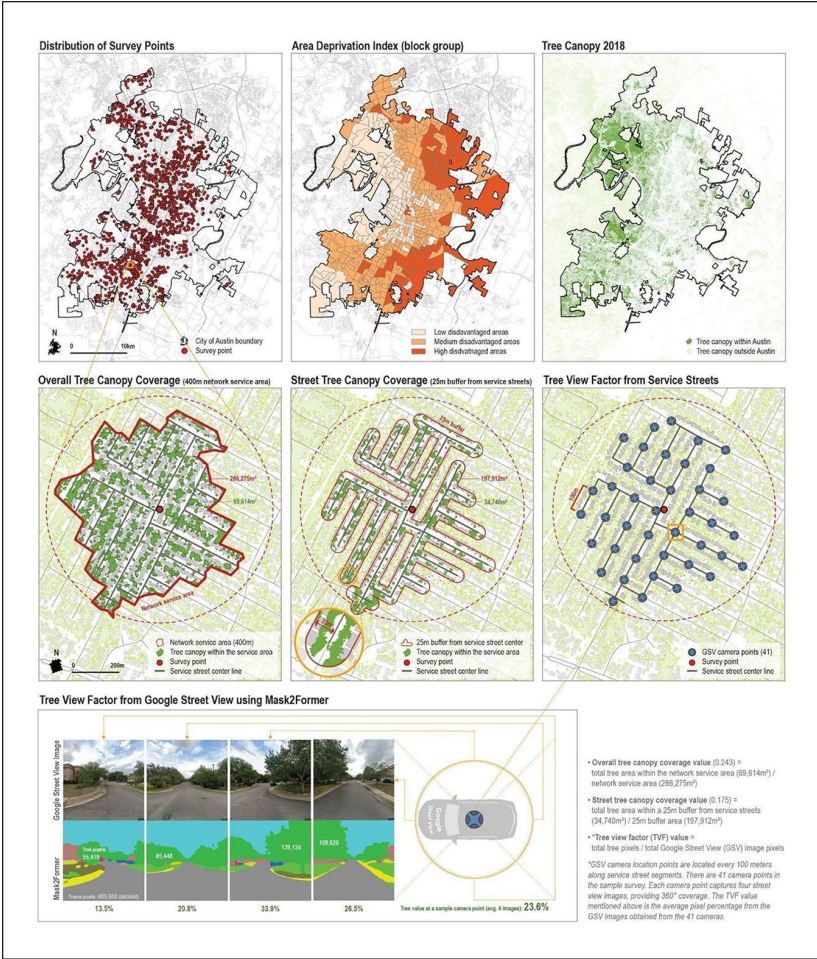 Distribution of Survey Points
Area Deprivation Index (block group)
Tree Canopy 2018
N
0 10km
City of Austin boundary
Survey point
Low disdavantaged areas
Medium disadvantaged areas
High disdvatnaged areas
Tree canopy within Austin
Tree canopy outside Austin
Overall Tree Canopy Coverage (400m network service area)
Street Tree Canopy Coverage (25m buffer from service streets)
Tree View Factor from Service Streets
286,275m²
69,614m²
Network service area
N
0 200m
Network service area (400m)
Tree canopy within the service area
Survey point
Service street center line
25m buffer
197,912m²
34,740m²
25m buffer from service street center
Tree canopy within the service area
Survey point
Service street center line
100m
GSV camera points (41)
Survey point
Service street center line
Tree View Factor from Google Street View using Mask2Former
Google Street View Image
Mask2Former
Tree pixels:
85,448
139,134
108,620
Frame pixels: 409,600
13.5%
20.8%
33.9%
26.5%
Google
Street View
Tree value at a sample camera point (avg. 4 images): 23.6%
• Overall tree canopy coverage value (0.243) =
total tree area within the network service area (69,614m²) /
network service area (286,275m²)
• Street tree canopy coverage value (0.175) =
total tree area within a 25m buffer from service streets
(34,740m²) / 25m buffer area (197,912m²)
• *Tree view factor (TVF) value =
total tree pixels / total Google Street View (GSV) image pixels
*GSV camera location points are located every 100 meters
along service street segments. There are 41 camera points in
the sample survey. Each camera point captures four street
view images, providing 360° coverage. The TVF value
mentioned above is the average pixel percentage from the
GSV images obtained from the 41 cameras.